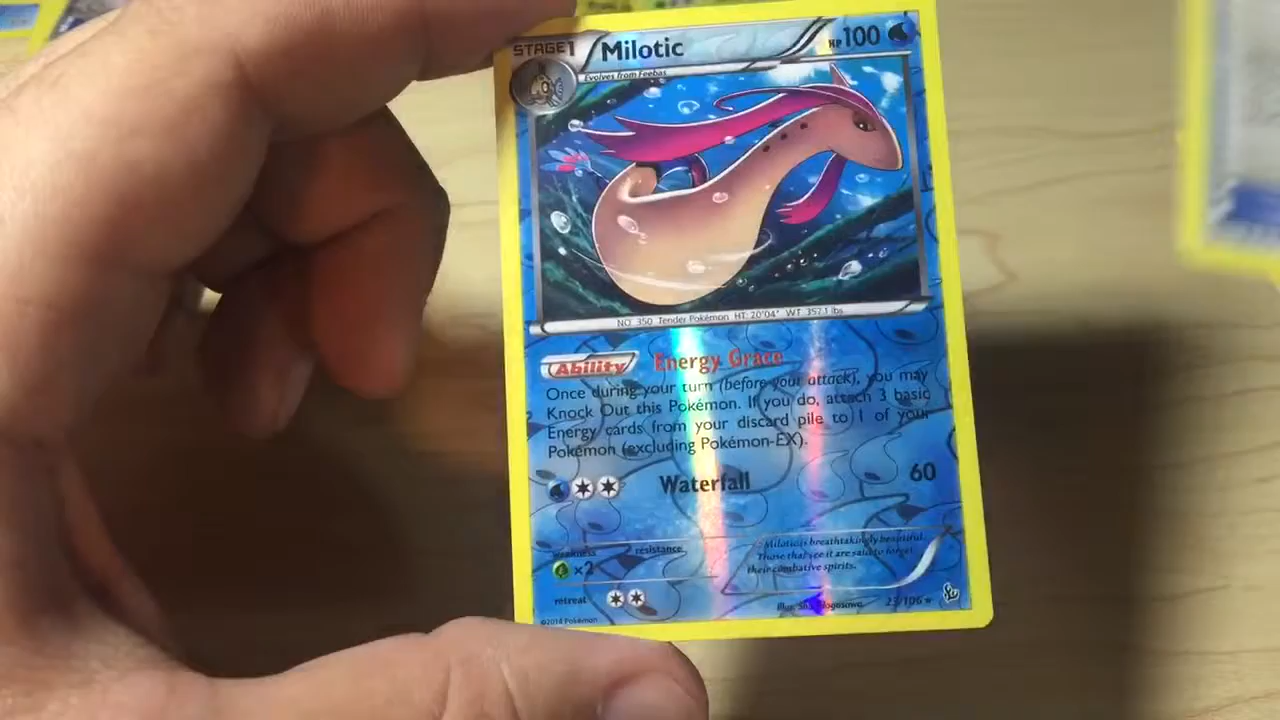 STAGE1 Milotic HP100
Evolves from Feebas
NO. 350 Tender Pokémon HT: 20'04" WT: 357.1 lbs
Ability Energy Grace
Once during your turn (before your attack), you may
Knock Out this Pokémon. If you do, attach 3 basic
Energy cards from your discard pile to 1 of your
Pokémon (excluding Pokémon-EX).
Waterfall 60
weakness resistance
×2
Milotic is breathtakingly beautiful.
Those that see it are said to forget
their combative spirits.
retreat
Illus. 23/106
©2014 Pokémon